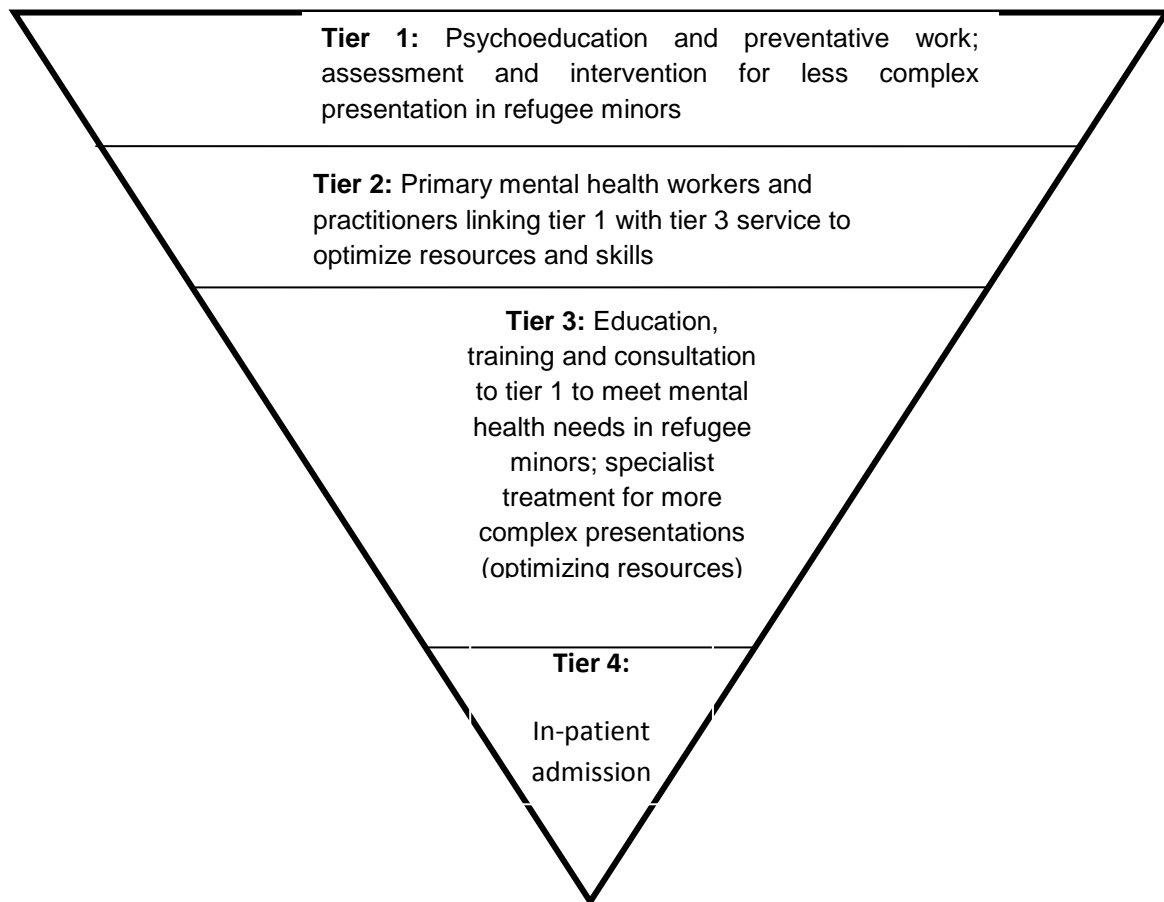 Tier 1: Psychoeducation and preventative work;
assessment and intervention for less complex
presentation in refugee minors
Tier 2: Primary mental health workers and
practitioners linking tier 1 with tier 3 service to
optimize resources and skills
Tier 3: Education,
training and consultation
to tier 1 to meet mental
health needs in refugee
minors; specialist
treatment for more
complex presentations
(optimizing resources)
Tier 4:
In-patient
admission